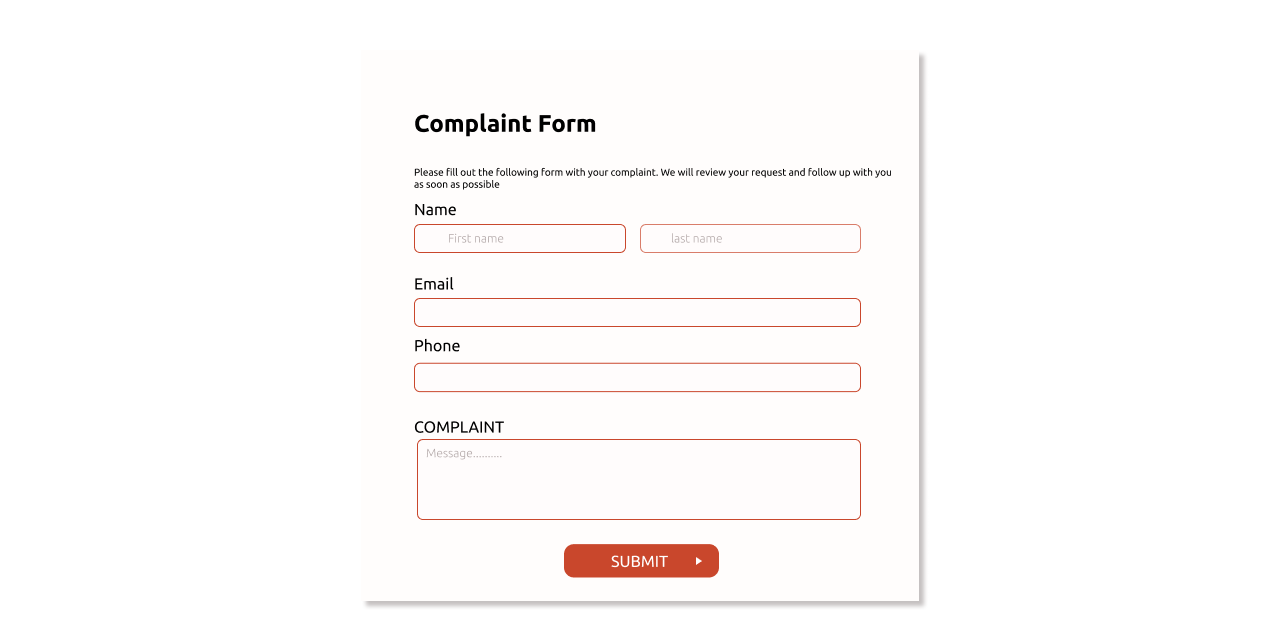 Complaint Form
Please fill out the following form with your complaint. We will review your request and follow up with you
as soon as possible
Name
First name last name
Email
Phone
COMPLAINT
Message..........
SUBMIT